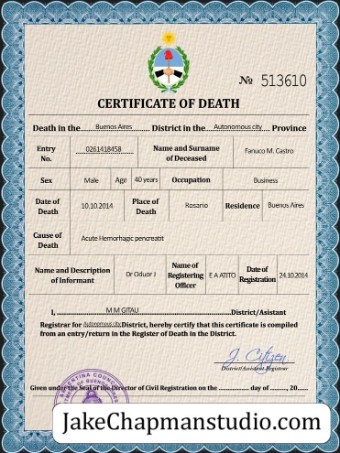 № 513610
CERTIFICATE OF DEATH
Death in the Buenos Aires District in the Autonomous city Province
Entry No. 0261418458 Name and Surname of Deceased Fanuco M. Castro
Sex Male Age 40 years Occupation Business
Date of Death 10.10.2014 Place of Death Rosario Residence Buenos Aires
Cause of Death Acute Hemorhagic pencreatit
Name and Description of Informant Dr Oduor J Name of Registering Officer E A ATITO Date of Registration 24.10.2014
I, M.M GITAU District/Asistant
Registrar for Autonomous city District, hereby certify that this certificate is compiled
from an entry/return in the Register of Death in the District.
J. Citizen
District/Assistant Registrar
Given under the Seal of the Director of Civil Registration on the day of , 20
JakeChapmanstudio.com